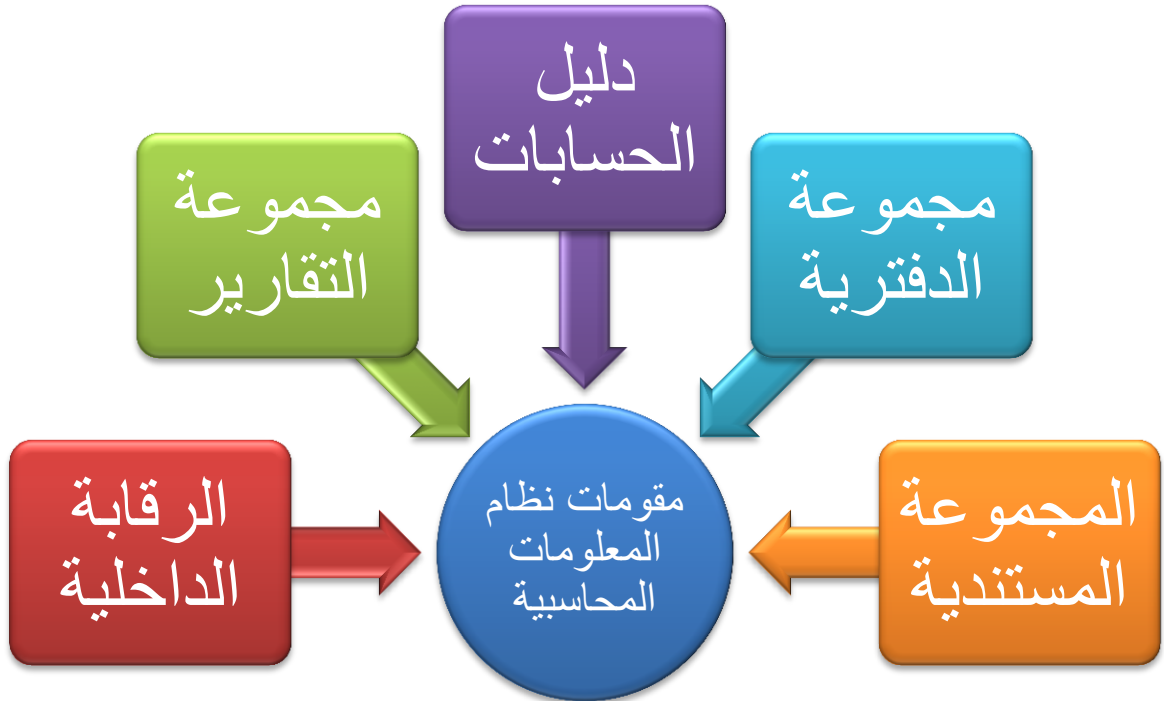 دليل
الحسابات
مجموعة
الدفترية
مجموعة
التقارير
المجموعة
المستندية
الرقابة
الداخلية
مقومات نظام
المعلومات
المحاسبية